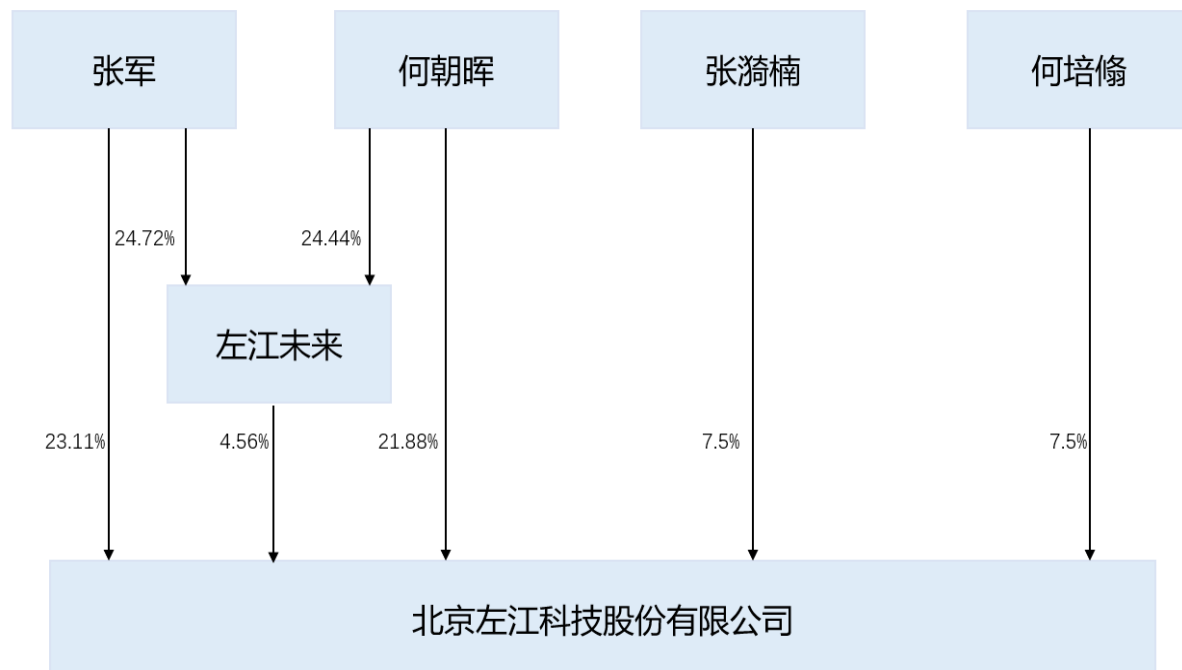 张军
何朝晖
张漪楠
何培翛
24.72%
24.44%
左江未来
23.11%
4.56%
21.88%
7.5%
7.5%
北京左江科技股份有限公司